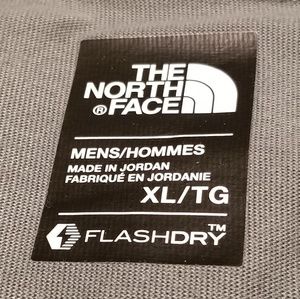 THE
NORTH
FACE®
MENS/HOMMES
MADE IN JORDAN
FABRIQUÉ EN JORDANIE
XL/TG
FLASHDRY™